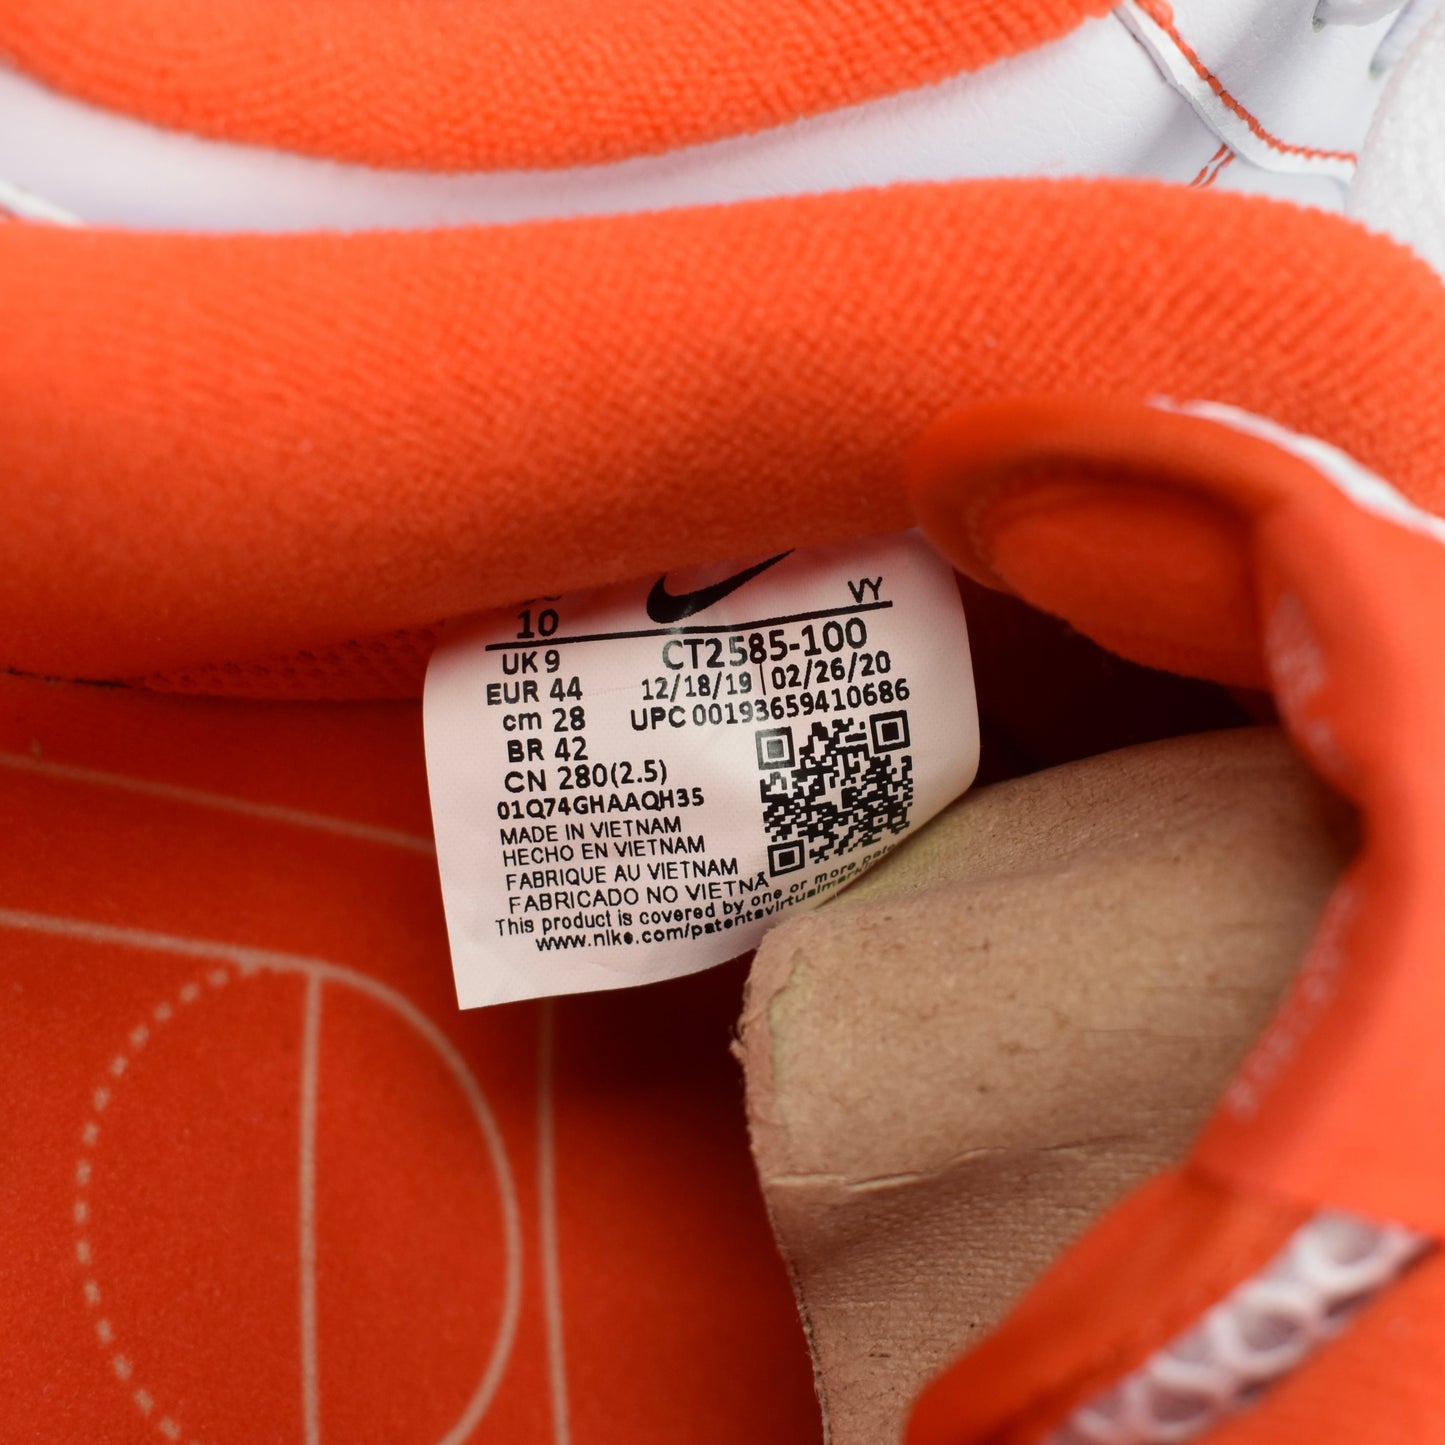 VY
10
CT2585-100
UK 9
EUR 44
12/18/19 | 02/26/20
cm 28
UPC 00193659410686
BR 42
CN 280(2.5)
01Q74GHAAQH35
MADE IN VIETNAM
HECHO EN VIETNAM
FABRIQUE AU VIETNAM
FABRICADO NO VIETNÃ
This product is covered by one or more
www.nike.com/patentsvirtualmarking